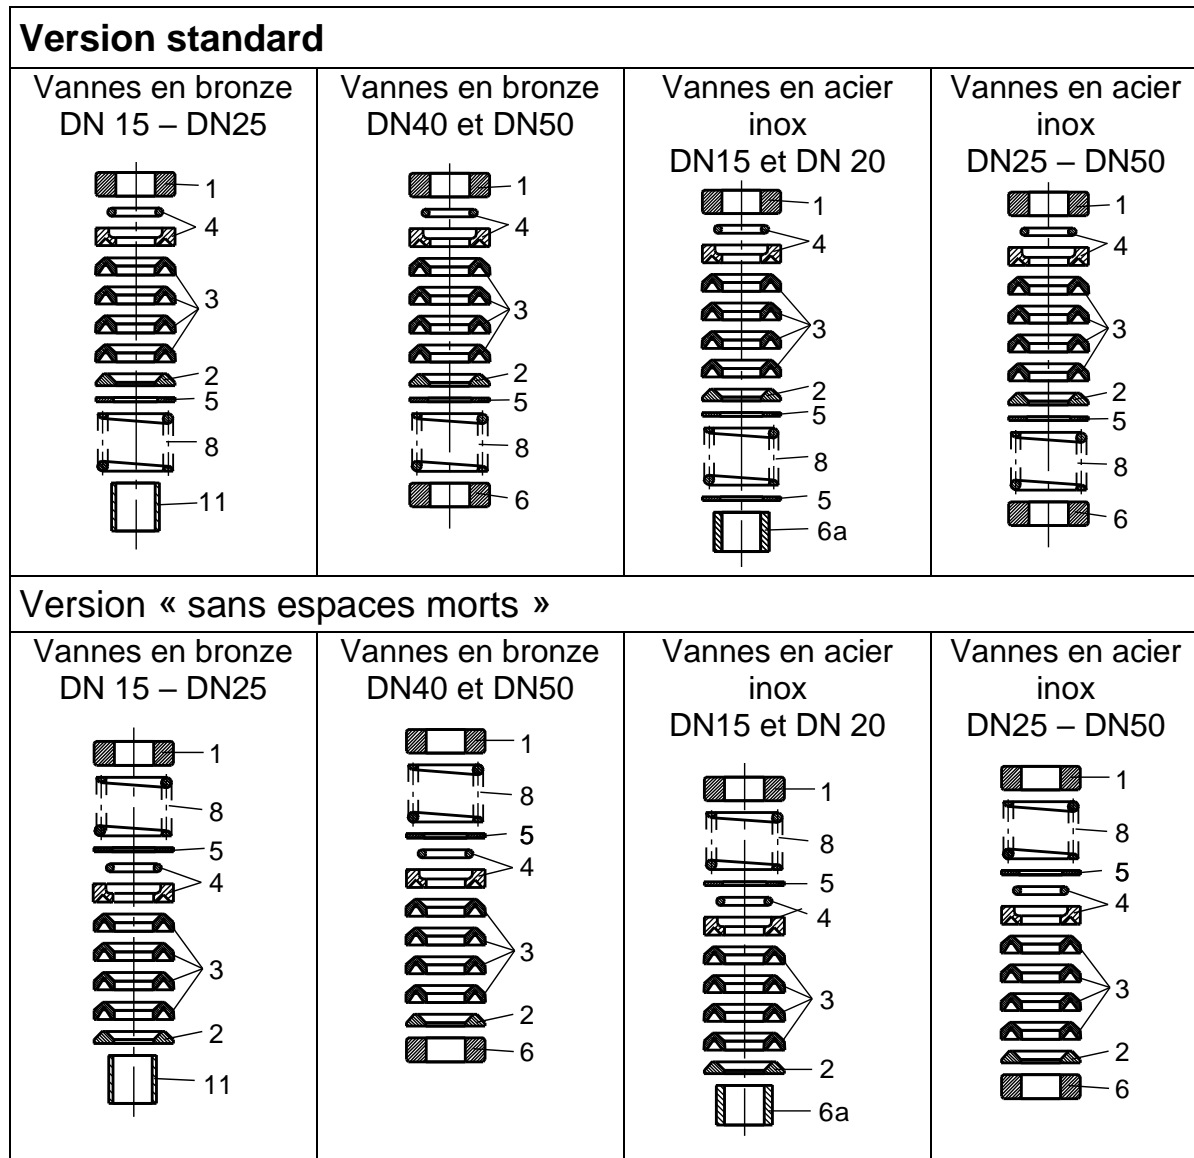 Version standard
Vannes en bronze
DN 15 – DN25
1
4
3
2
5
8
11
Vannes en bronze
DN40 et DN50
1
4
3
2
5
8
6
Vannes en acier
inox
DN15 et DN 20
1
4
3
2
5
8
5
6a
Vannes en acier
inox
DN25 – DN50
1
4
3
2
5
8
6
Version « sans espaces morts »
Vannes en bronze
DN 15 – DN25
1
8
5
4
3
2
11
Vannes en bronze
DN40 et DN50
1
8
5
4
3
2
6
Vannes en acier
inox
DN15 et DN 20
1
8
5
4
3
2
6a
Vannes en acier
inox
DN25 – DN50
1
8
5
4
3
2
6